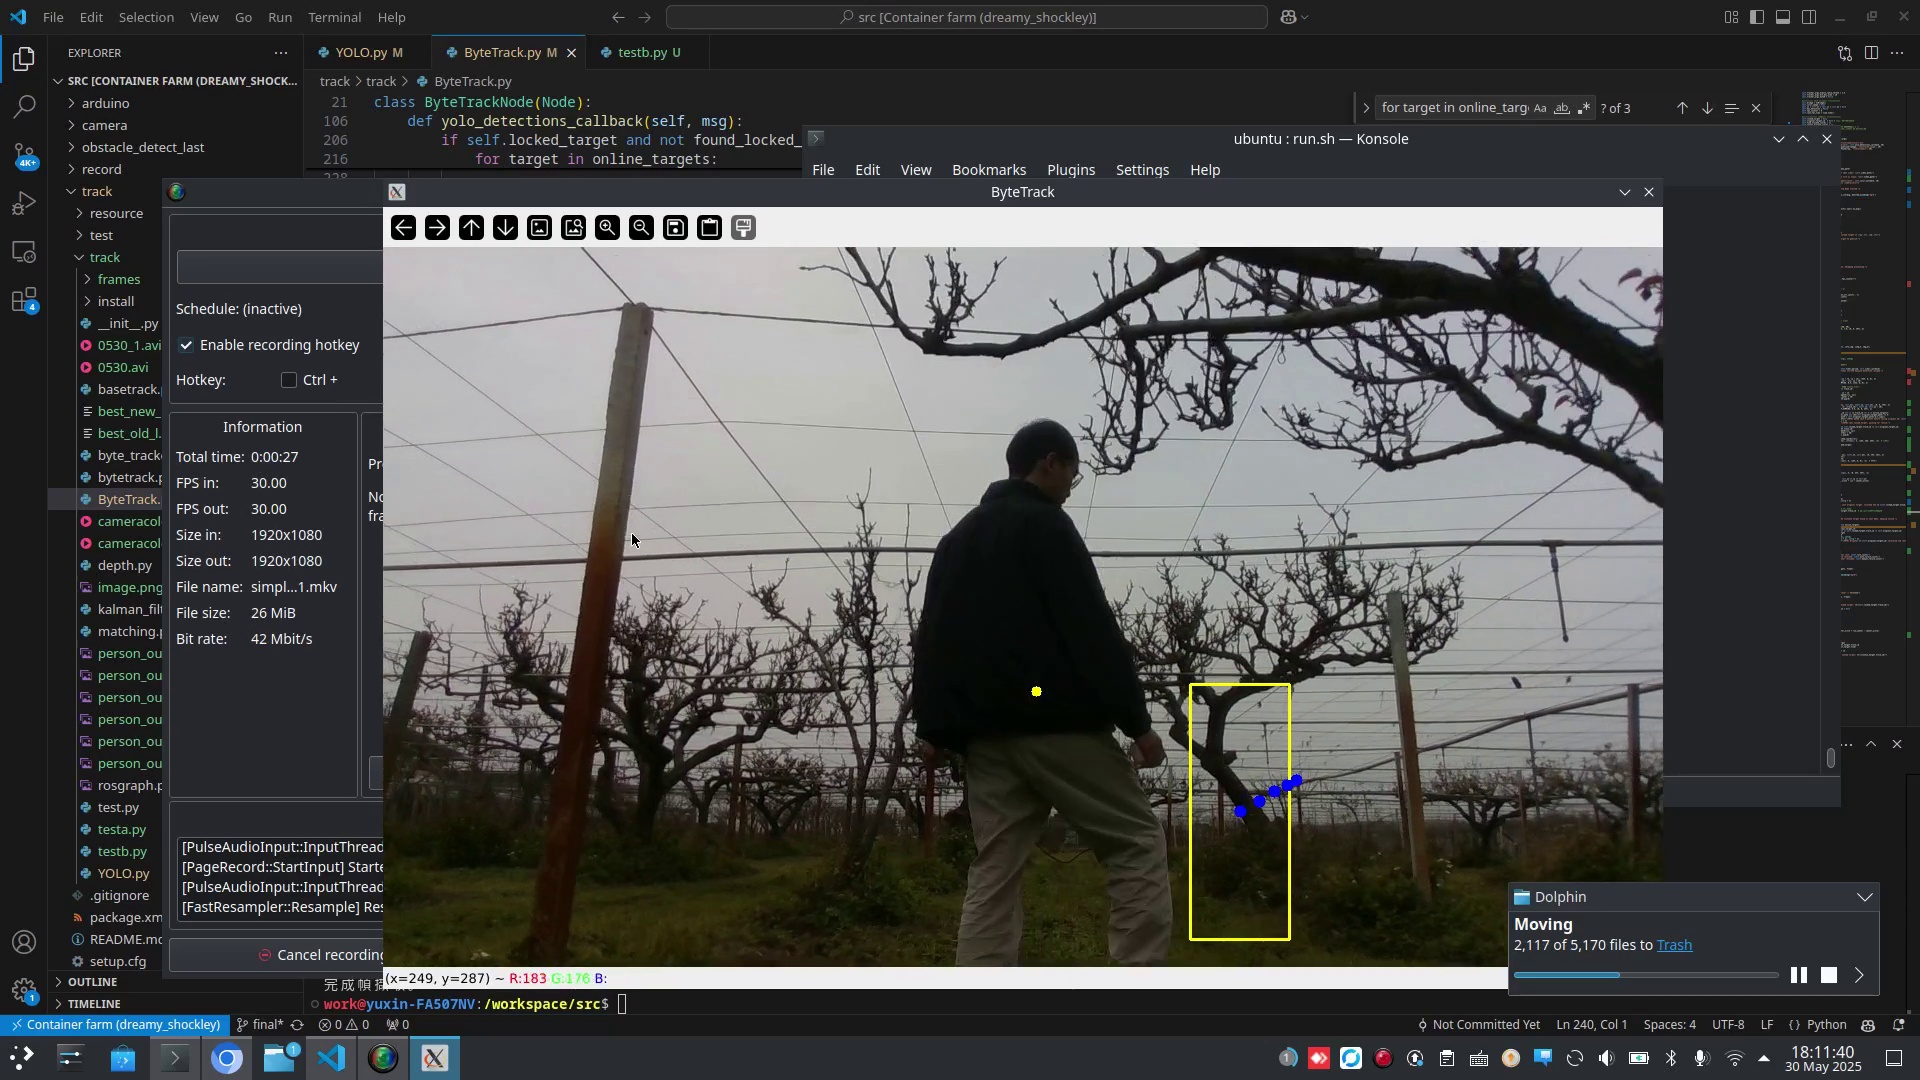 File Edit Selection View Go Run Terminal Help
src [Container farm (dreamy_shockley)]
EXPLORER
YOLO.py M
ByteTrack.py M
testb.py U
SRC [CONTAINER FARM (DREAMY_SHOCK...
track > track > ByteTrack.py
arduino
camera
obstacle_detect_last
record
track
resource
test
track
frames
install
__init__.py
0530_1.avi
0530.avi
basetrack.
best_new_
best_old_l.
byte_track
bytetrack.p
ByteTrack.
cameracol
cameracol
depth.py
image.png
kalman_filt
matching.p
person_ou
person_ou
person_ou
person_ou
person_ou
person_ou
rosgraph.p
test.py
testa.py
testb.py
YOLO.py
.gitignore
package.xm
README.md
setup.cfg
OUTLINE
TIMELINE
4K+
4
1
21 class ByteTrackNode(Node):
106 def yolo_detections_callback(self, msg):
206 if self.locked_target and not found_locked_
216 for target in online_targets:
228
for target in online_targ
Aa ab
? of 3
ubuntu : run.sh — Konsole
File Edit View Bookmarks Plugins Settings Help
ByteTrack
Schedule: (inactive)
Enable recording hotkey
Hotkey: Ctrl +
Information
Total time: 0:00:27
FPS in: 30.00
FPS out: 30.00
Size in: 1920x1080
Size out: 1920x1080
File name: simpl...1.mkv
File size: 26 MiB
Bit rate: 42 Mbit/s
Pr
No
fra
[PulseAudioInput::InputThread
[PageRecord::StartInput] Starte
[PulseAudioInput::InputThread
[FastResampler::Resample] Res
Cancel recording
(x=249, y=287) ~ R:183 G:176 B:
work@yuxin-FA507NV:/workspace/src$
Dolphin
Moving
2,117 of 5,170 files to Trash
Container farm (dreamy_shockley)
final*
0 0
0
Not Committed Yet
Ln 240, Col 1
Spaces: 4
UTF-8
LF
Python
1
1
18:11:40
30 May 2025